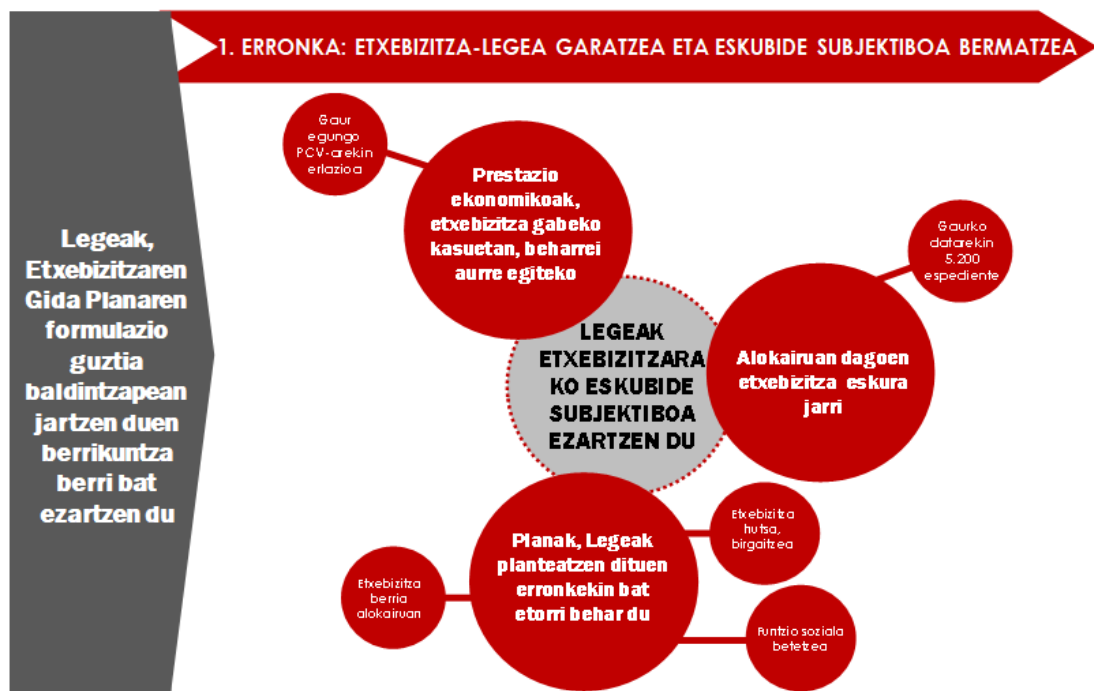 1. ERRONKA: ETXEBIZITZA-LEGEA GARATZEA ETA ESKUBIDE SUBJEKTIBOA BERMATZEA
Legeak,
Etxebizitzaren
Gida Planaren
formulazio
guztia
baldintzapean
jartzen duen
berrikuntza
berri bat
ezartzen du
Gaur
egungo
PCV-arekin
erlazioa
Prestazio
ekonomikoak,
etxebizitza gabeko
kasuetan, beharrei
aurre egiteko
Gaurko
datarekin
5.200
espediente
LEGEAK
ETXEBIZITZARA
KO ESKUBIDE
SUBJEKTIBOA
EZARTZEN DU
Alokairuan dagoen
etxebizitza eskura
jarri
Planak, Legeak
planteatzen dituen
erronkekin bat
etorri behar du
Etxebizitza
hutsa,
birgaitzea
Etxebizitza
berria
alokairuan
Funtzio soziala
betetzea